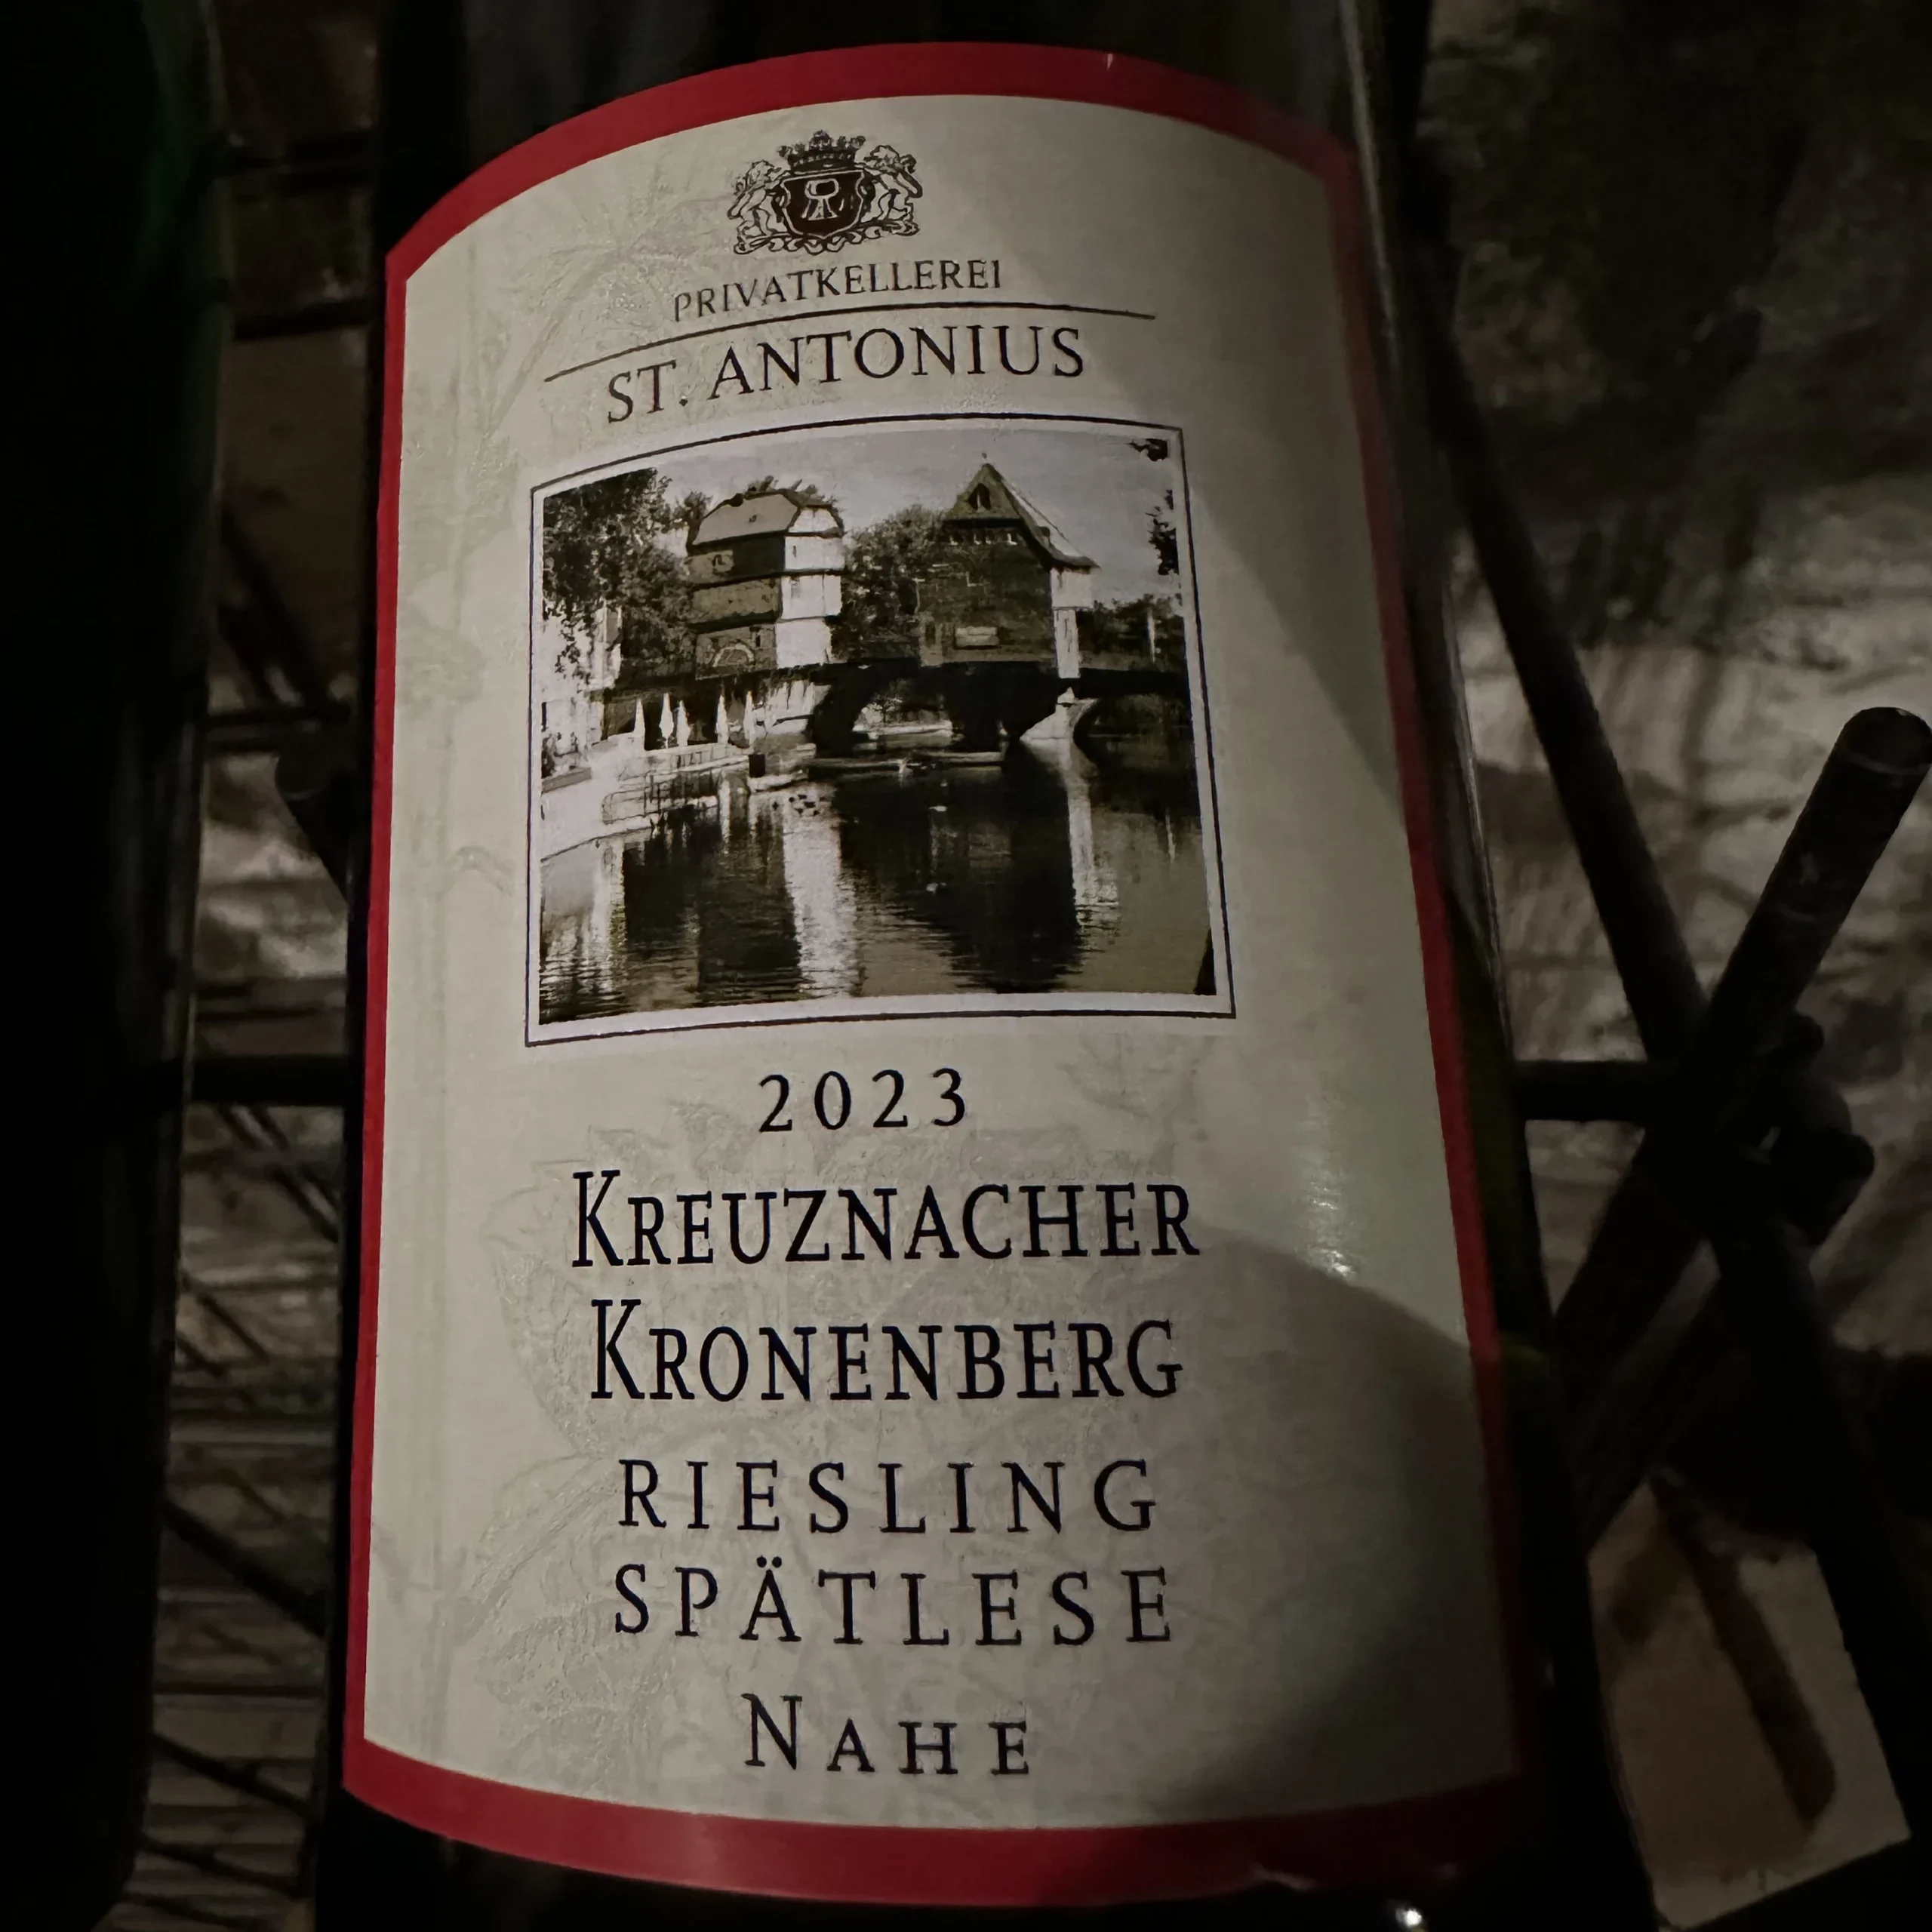 PRIVATKELLEREI
ST. ANTONIUS
2023
KREUZNACHER
KRONENBERG
RIESLING
SPÄTLESE
NAHE